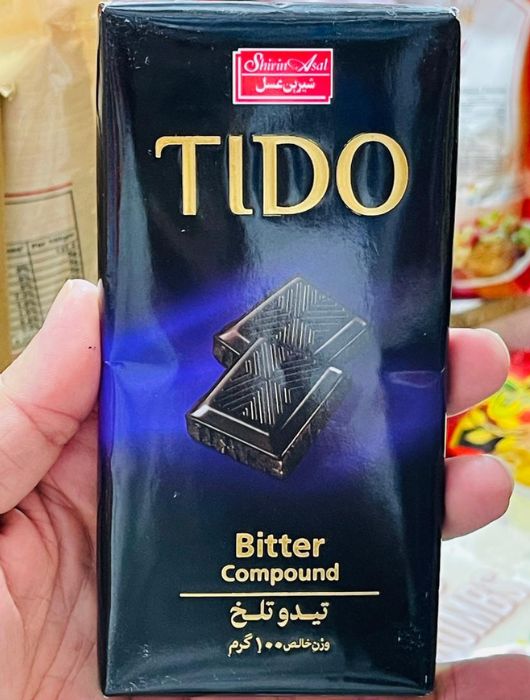 Shirin Asal
شیرین عسل
TIDO
Bitter
Compound
تیدو تلخ
وزن خالص ۱۰۰ گرم